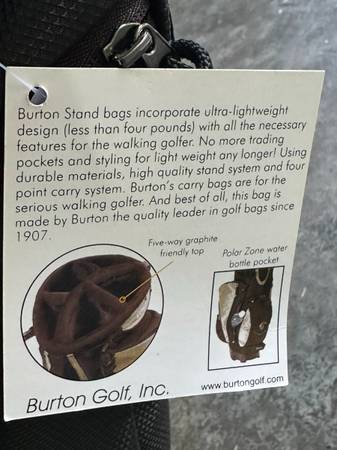 Burton Stand bags incorporate ultra-lightweight
design (less than four pounds) with all the necessary
features for the walking golfer. No more trading
pockets and styling for light weight any longer! Using
durable materials, high quality stand system and four
point carry system. Burton's carry bags are for the
serious walking golfer. And best of all, this bag is
made by Burton the quality leader in golf bags since
1907.
Five-way graphite
friendly top
Polar Zone water
bottle pocket
Burton Golf, Inc.
www.burtongolf.com